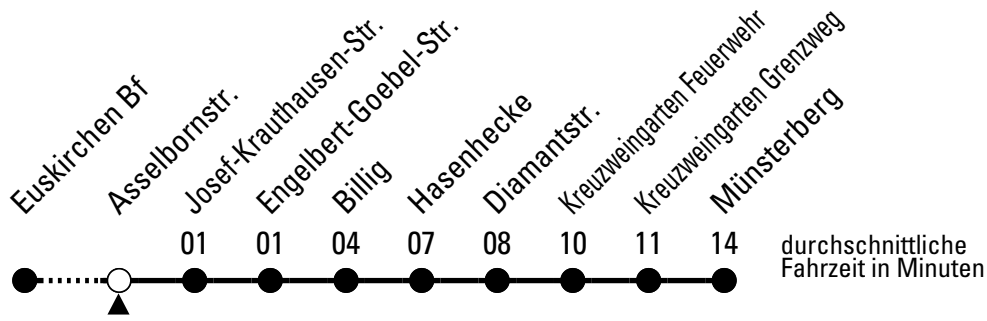 Euskirchen Bf
Asselbornstr.
Josef-Krauthausen-Str.
Engelbert-Goebel-Str.
Billig
Hasenhecke
Diamantstr.
Kreuzweingarten Feuerwehr
Kreuzweingarten Grenzweg
Münsterberg
01 01 04 07 08 10 11 14
durchschnittliche
Fahrzeit in Minuten